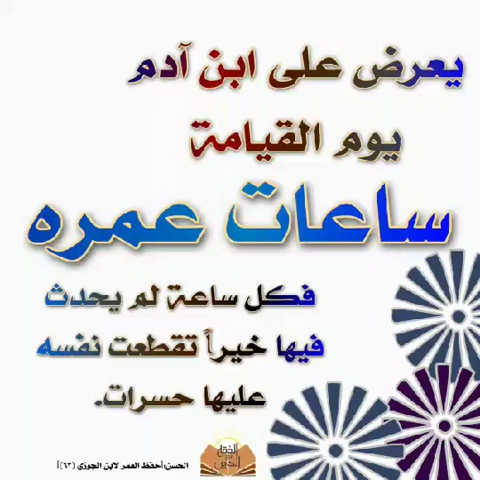 يعرض على ابن آدم
يوم القيامة
ساعات عمره
فكل ساعة لم يحدث
فيها خيراً تقطعت نفسه
عليها حسرات.
الحسن/حفظ العمر لابن الجوزي (٦٣)